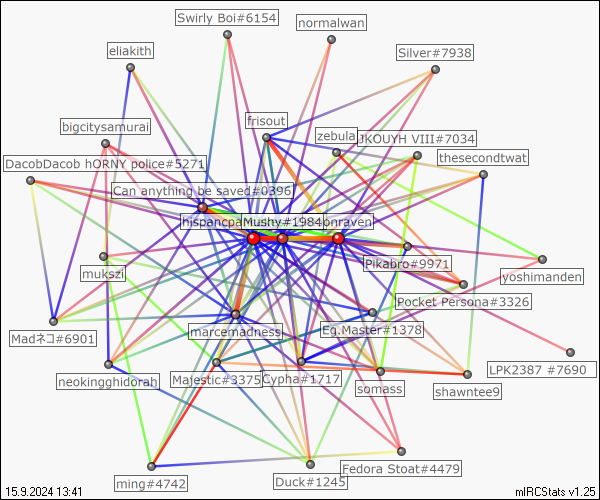 Swirly Boi#6154
normalwan
eliakith
Silver#7938
frisout
bigcitysamurai
zebula
JKOUYH VIII#7034
DacobDacob hORNY police#5271
thesecondtwat
Can anything be saved#0396
hispancpa
Mushy#1984
onraven
Pikabro#9971
mukszi
yoshimanden
Pocket Persona#3326
Madネコ#6901
marcemadness
Eg.Master#1378
LPK2387 #7690
neokingghidorah
Majestic#3375
Cypha#1717
somass
shawntee9
Fedora Stoat#4479
ming#4742
Duck#1245
15.9.2024 13:41
mIRCStats v1.25